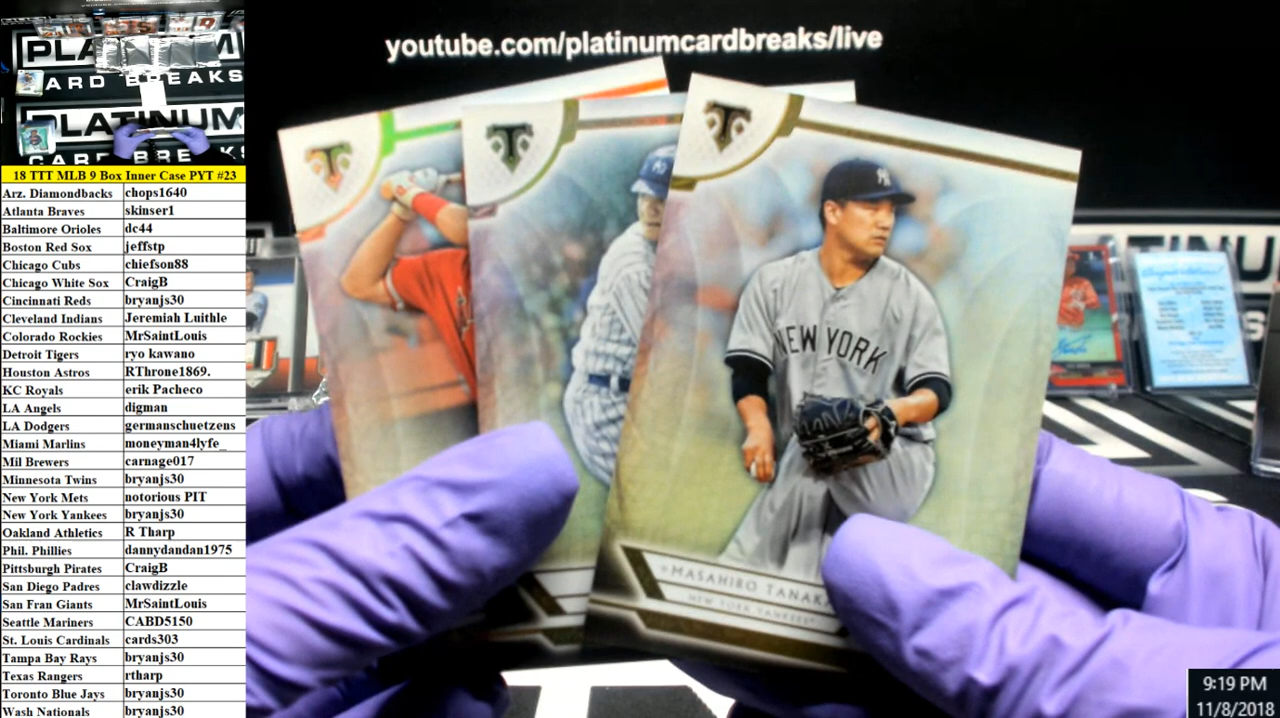 youtube.com/platinumcardbreaks/live
PLATINUM
CARD BREAKS
18 TTT MLB 9 Box Inner Case PYT #23
Arz. Diamondbacks chops1640
Atlanta Braves skinser1
Baltimore Orioles dc44
Boston Red Sox jeffstp
Chicago Cubs chiefson88
Chicago White Sox CraigB
Cincinnati Reds bryanjs30
Cleveland Indians Jeremiah Luithle
Colorado Rockies MrSaintLouis
Detroit Tigers ryo kawano
Houston Astros RThrone1869.
KC Royals erik Pacheco
LA Angels digman
LA Dodgers germanschuetzens
Miami Marlins moneyman4lyfe_
Mil Brewers carnage017
Minnesota Twins bryanjs30
New York Mets notorious PIT
New York Yankees bryanjs30
Oakland Athletics R Tharp
Phil. Phillies dannydandan1975
Pittsburgh Pirates CraigB
San Diego Padres clawdizzle
San Fran Giants MrSaintLouis
Seattle Mariners CABD5150
St. Louis Cardinals cards303
Tampa Bay Rays bryanjs30
Texas Rangers rtharp
Toronto Blue Jays bryanjs30
Wash Nationals bryanjs30
NEW YORK
MASAHIRO TANAKA
NEW YORK YANKEES
9:19 PM
11/8/2018